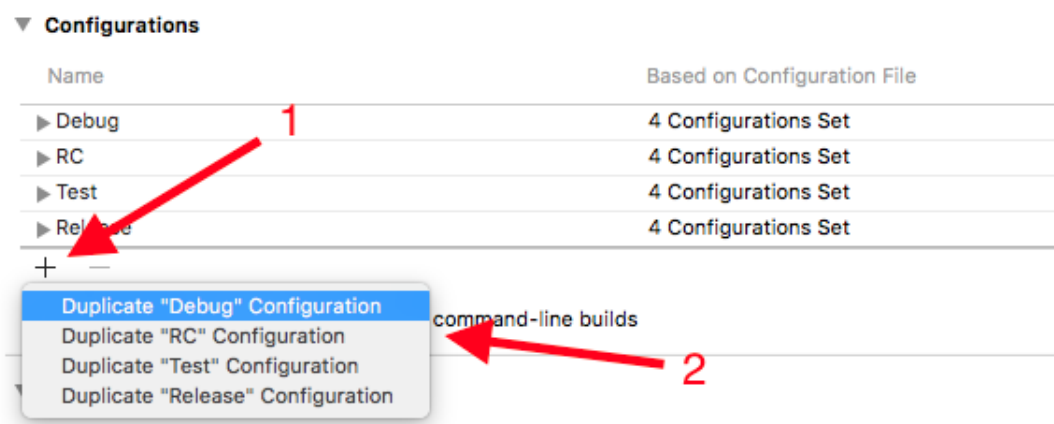 Configurations
Name Based on Configuration File
1
Debug 4 Configurations Set
RC 4 Configurations Set
Test 4 Configurations Set
Release 4 Configurations Set
Duplicate "Debug" Configuration
command-line builds
Duplicate "RC" Configuration
2
Duplicate "Test" Configuration
Duplicate "Release" Configuration